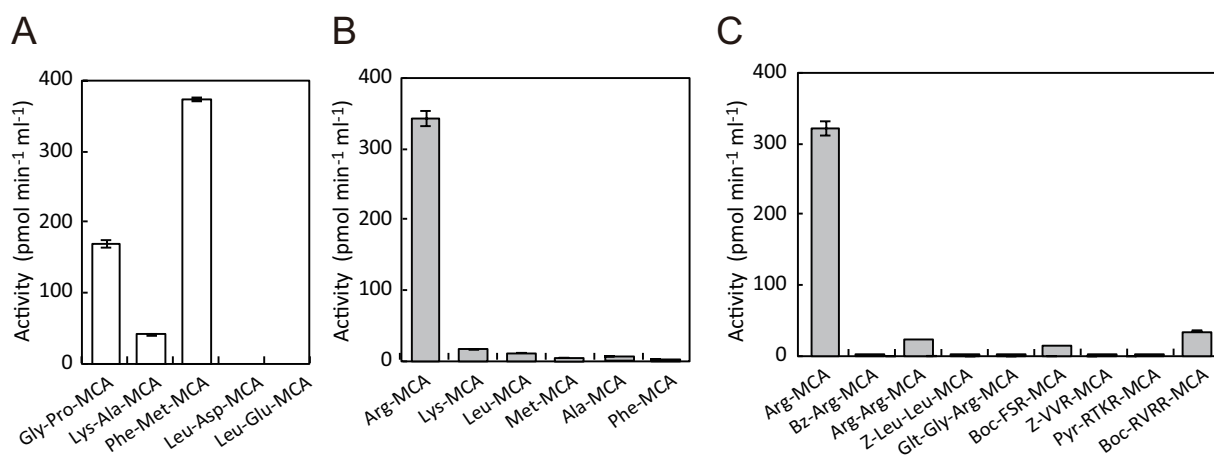 A
B
C
Activity (pmol min⁻¹ ml⁻¹)
400
300
200
100
0
Gly-Pro-MCA
Lys-Ala-MCA
Phe-Met-MCA
Leu-Asp-MCA
Leu-Glu-MCA
Activity (pmol min⁻¹ ml⁻¹)
400
300
200
100
0
Arg-MCA
Lys-MCA
Leu-MCA
Met-MCA
Ala-MCA
Phe-MCA
Activity (pmol min⁻¹ ml⁻¹)
400
300
200
100
0
Arg-MCA
Bz-Arg-MCA
Arg-Arg-MCA
Z-Leu-Leu-MCA
Glt-Gly-Arg-MCA
Boc-FSR-MCA
Z-VVR-MCA
Pyr-RTKR-MCA
Boc-RVRR-MCA